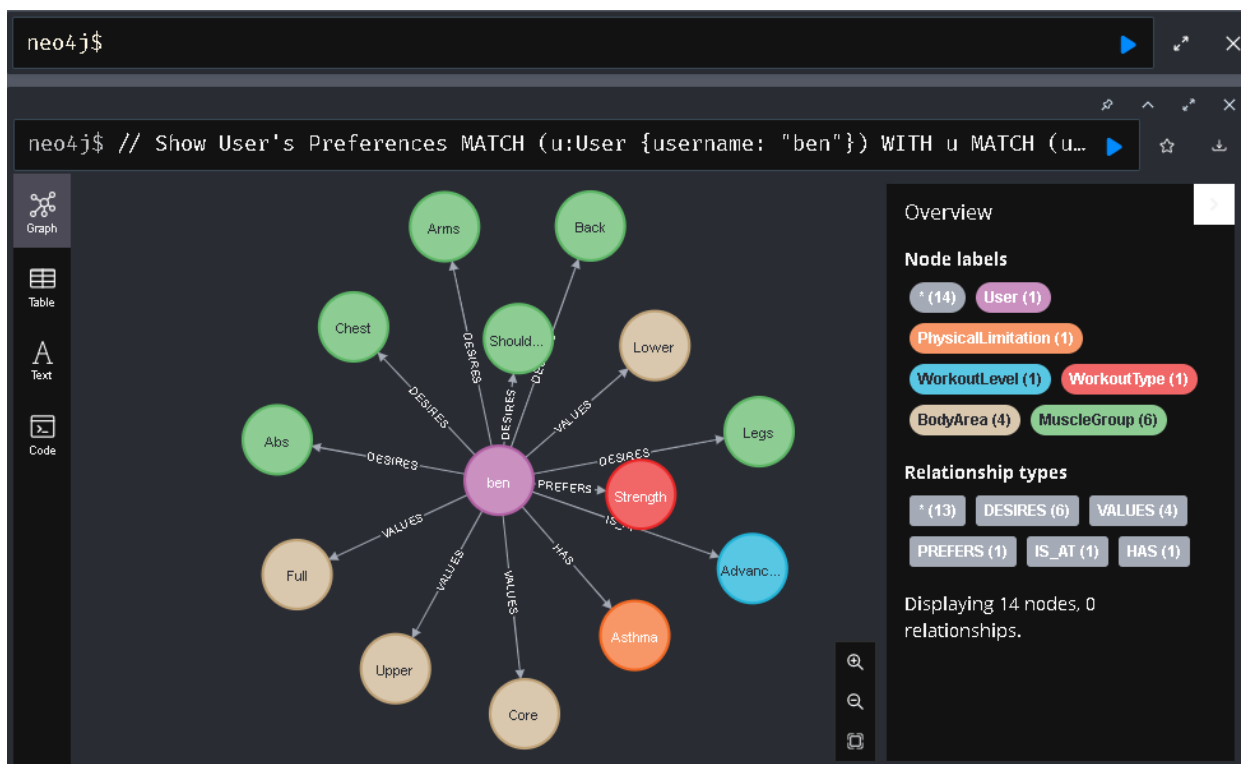 neo4j$
neo4j$ // Show User's Preferences MATCH (u:User {username: "ben"}) WITH u MATCH (u…
Graph
Table
Text
Code
Arms
Back
Chest
Should...
Lower
Abs
Legs
ben
Strength
Full
Advanc...
Asthma
Upper
Core
DESIRES
DESIRES
DESIRES
VALUES
DESIRES
DESIRES
PREFERS
VALUES
HAS
VALUES
VALUES
Overview
Node labels
* (14) User (1)
PhysicalLimitation (1)
WorkoutLevel (1) WorkoutType (1)
BodyArea (4) MuscleGroup (6)
Relationship types
* (13) DESIRES (6) VALUES (4)
PREFERS (1) IS_AT (1) HAS (1)
Displaying 14 nodes, 0
relationships.